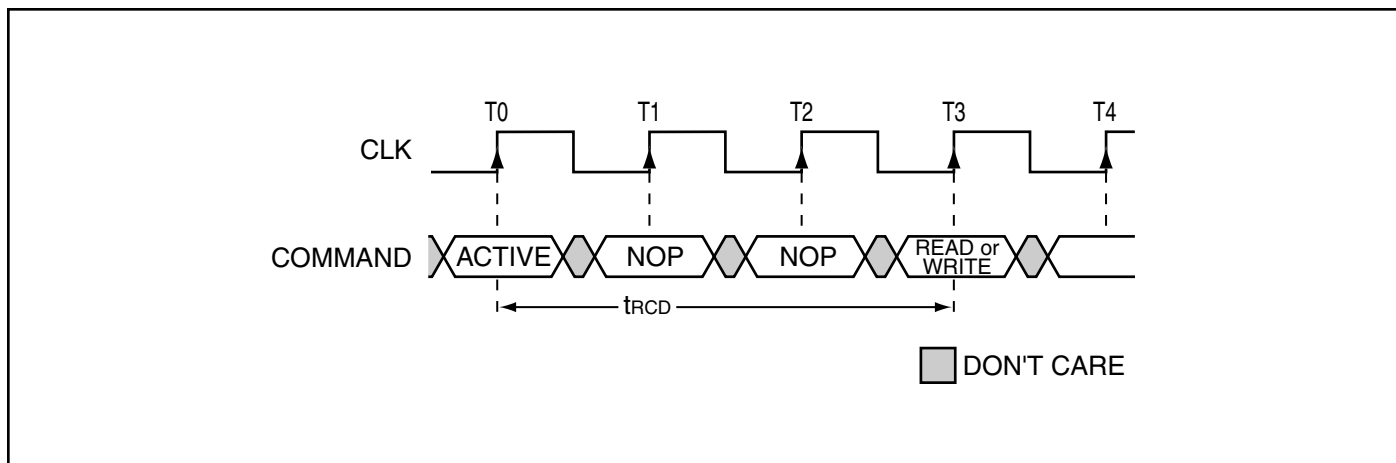 T0 T1 T2 T3 T4
CLK
COMMAND ACTIVE NOP NOP READ or
WRITE
tRCD
DON'T CARE